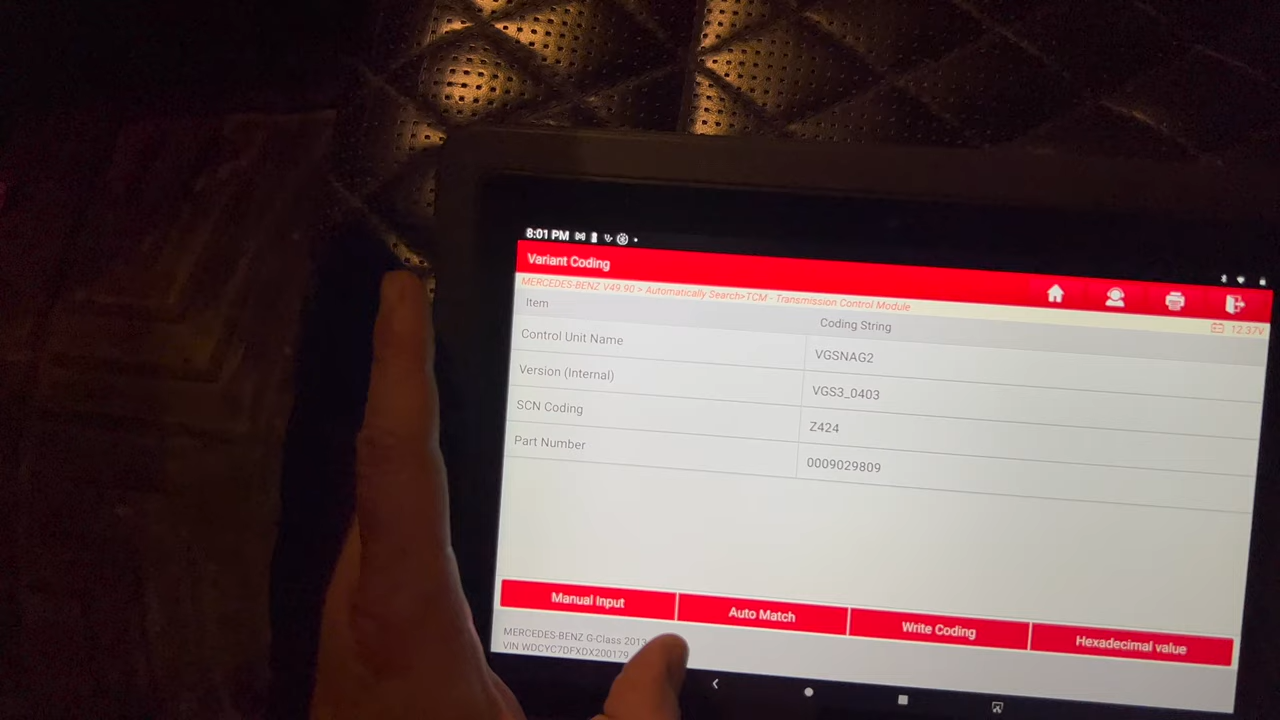 8:01 PM
Variant Coding
MERCEDES-BENZ V49.90 > Automatically Search>TCM - Transmission Control Module
12.37V
Item Coding String
Control Unit Name VGSNAG2
Version (Internal) VGS3_0403
SCN Coding Z424
Part Number 0009029809
Manual Input Auto Match Write Coding Hexadecimal value
MERCEDES-BENZ G-Class 2013
VIN WDCYC7DFXDX200179